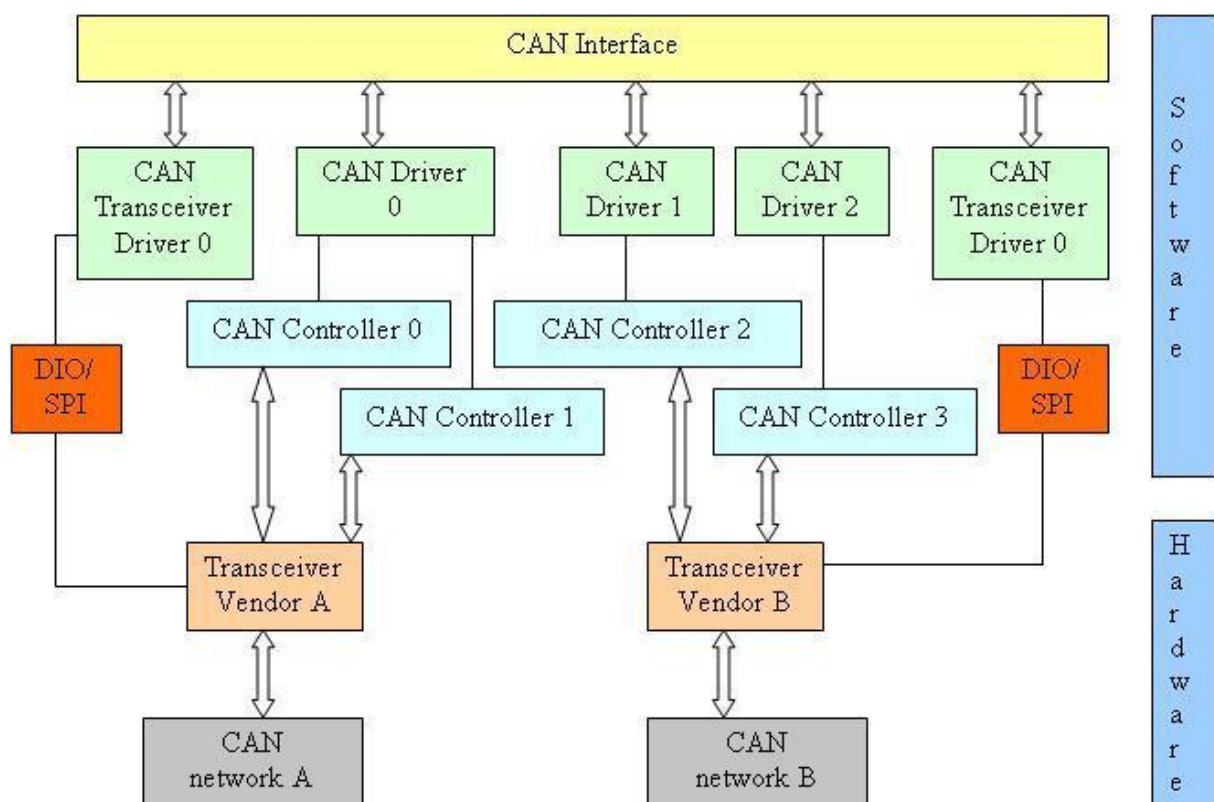 CAN Interface
CAN
Transceiver
Driver 0
CAN Driver
0
CAN
Driver 1
CAN
Driver 2
CAN
Transceiver
Driver 0
CAN Controller 0
CAN Controller 2
DIO/
SPI
CAN Controller 1
CAN Controller 3
DIO/
SPI
Transceiver
Vendor A
Transceiver
Vendor B
CAN
network A
CAN
network B
Software
Hardware